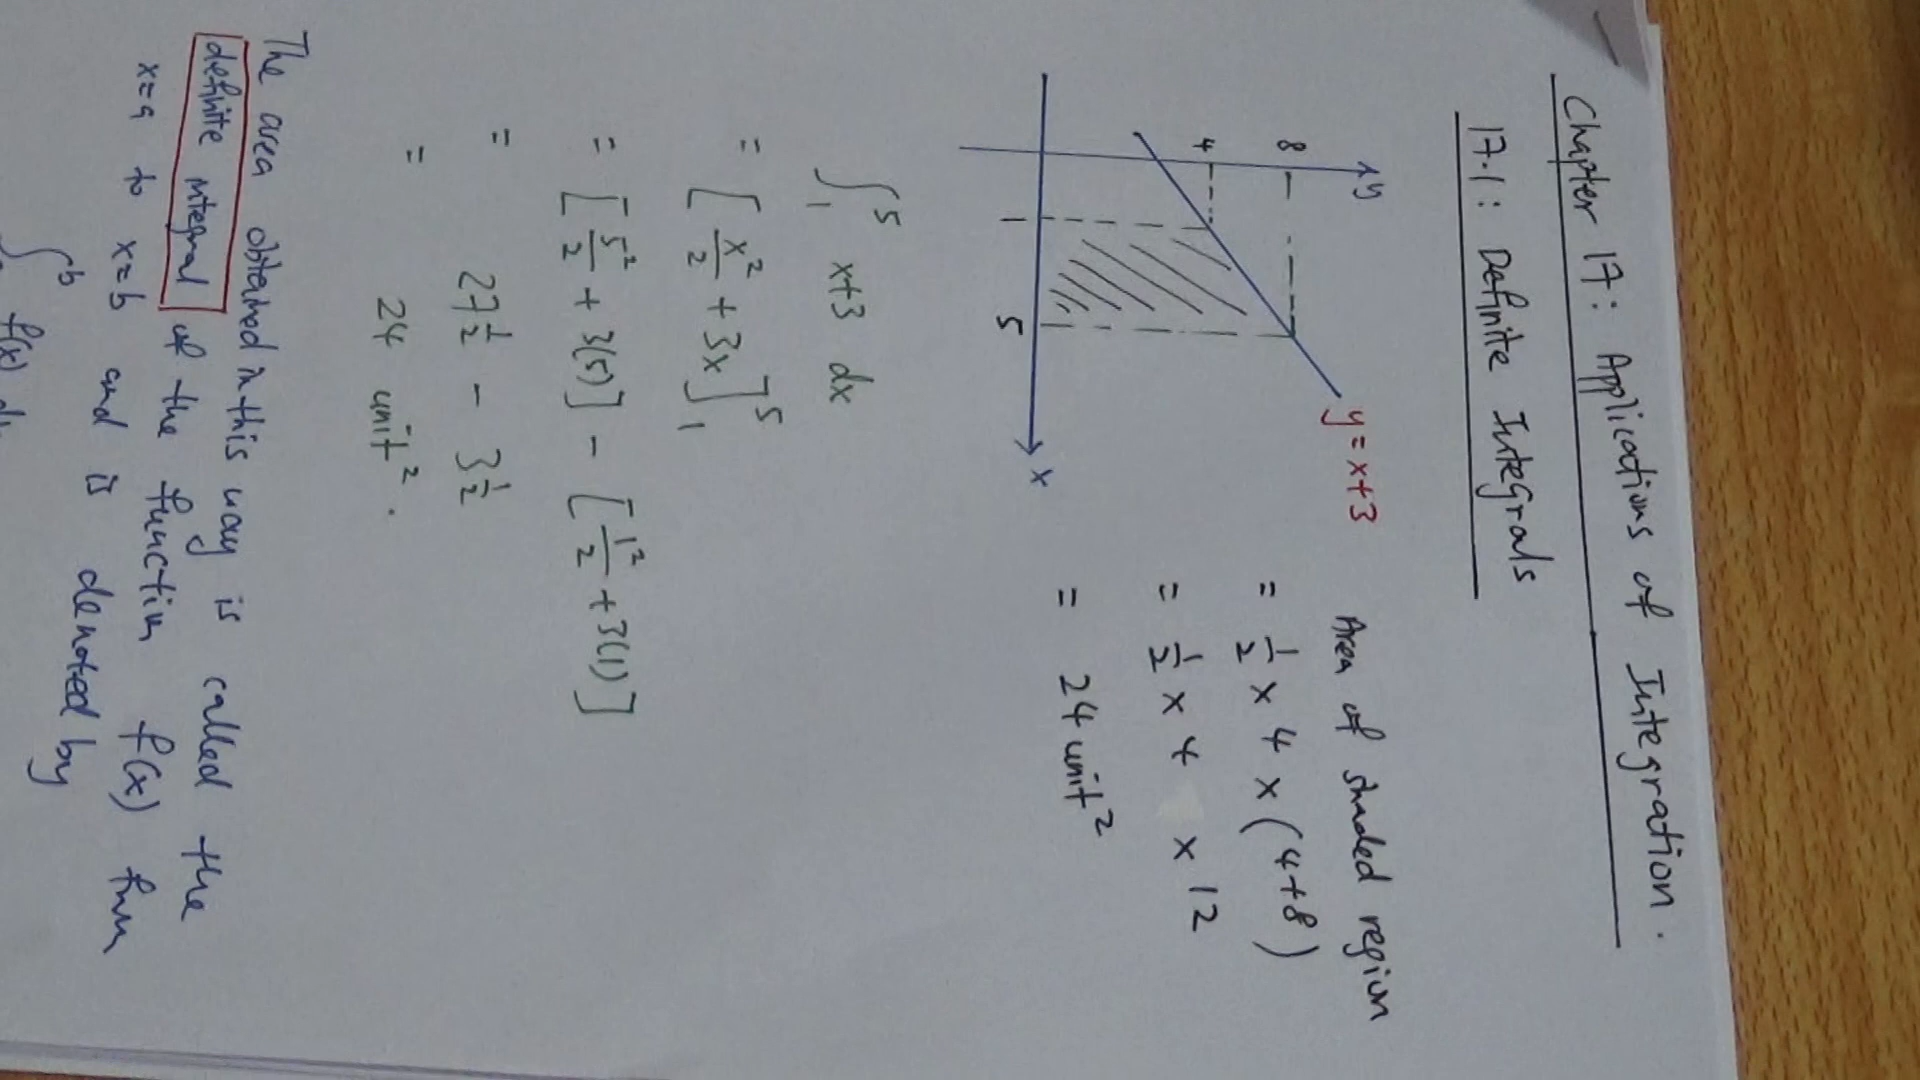 Chapter 17: Applications of Integration.
17.1: Definite Integrals
y
8
4
1
5
x
y = x+3
Area of shaded region
= 1/2 × 4 × (4+8)
= 1/2 × 4 × 12
= 24 unit²
∫₁⁵ x+3 dx
= [x²/2 + 3x]₁⁵
= [5²/2 + 3(5)] − [1²/2 + 3(1)]
= 27 1/2 − 3 1/2
= 24 unit².
The area obtained in this way is called the
definite integral of the function f(x) from
x=a to x=b and is denoted by
∫ᵇ f(x) dx